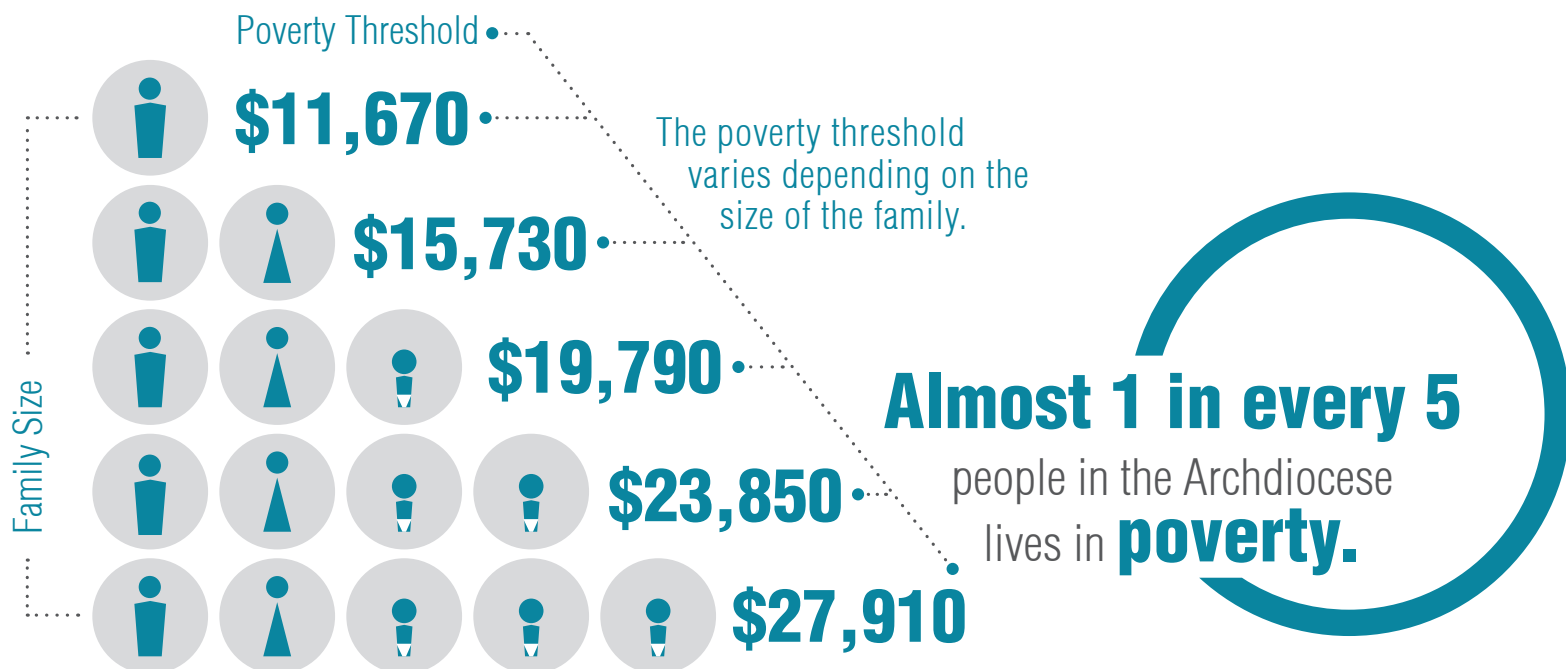 Poverty Threshold
$11,670
The poverty threshold
varies depending on the
size of the family.
$15,730
$19,790
$23,850
$27,910
Family Size
Almost 1 in every 5
people in the Archdiocese
lives in poverty.